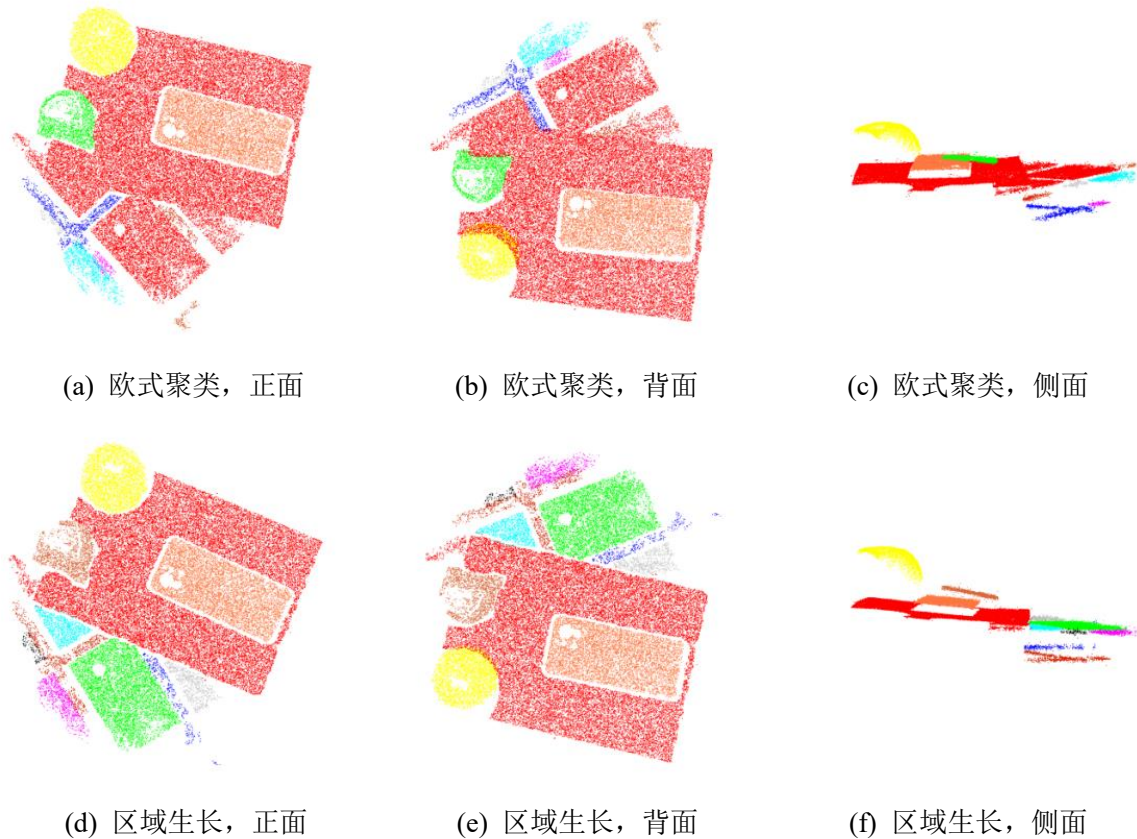 (a) 欧式聚类，正面
(b) 欧式聚类，背面
(c) 欧式聚类，侧面
(d) 区域生长，正面
(e) 区域生长，背面
(f) 区域生长，侧面